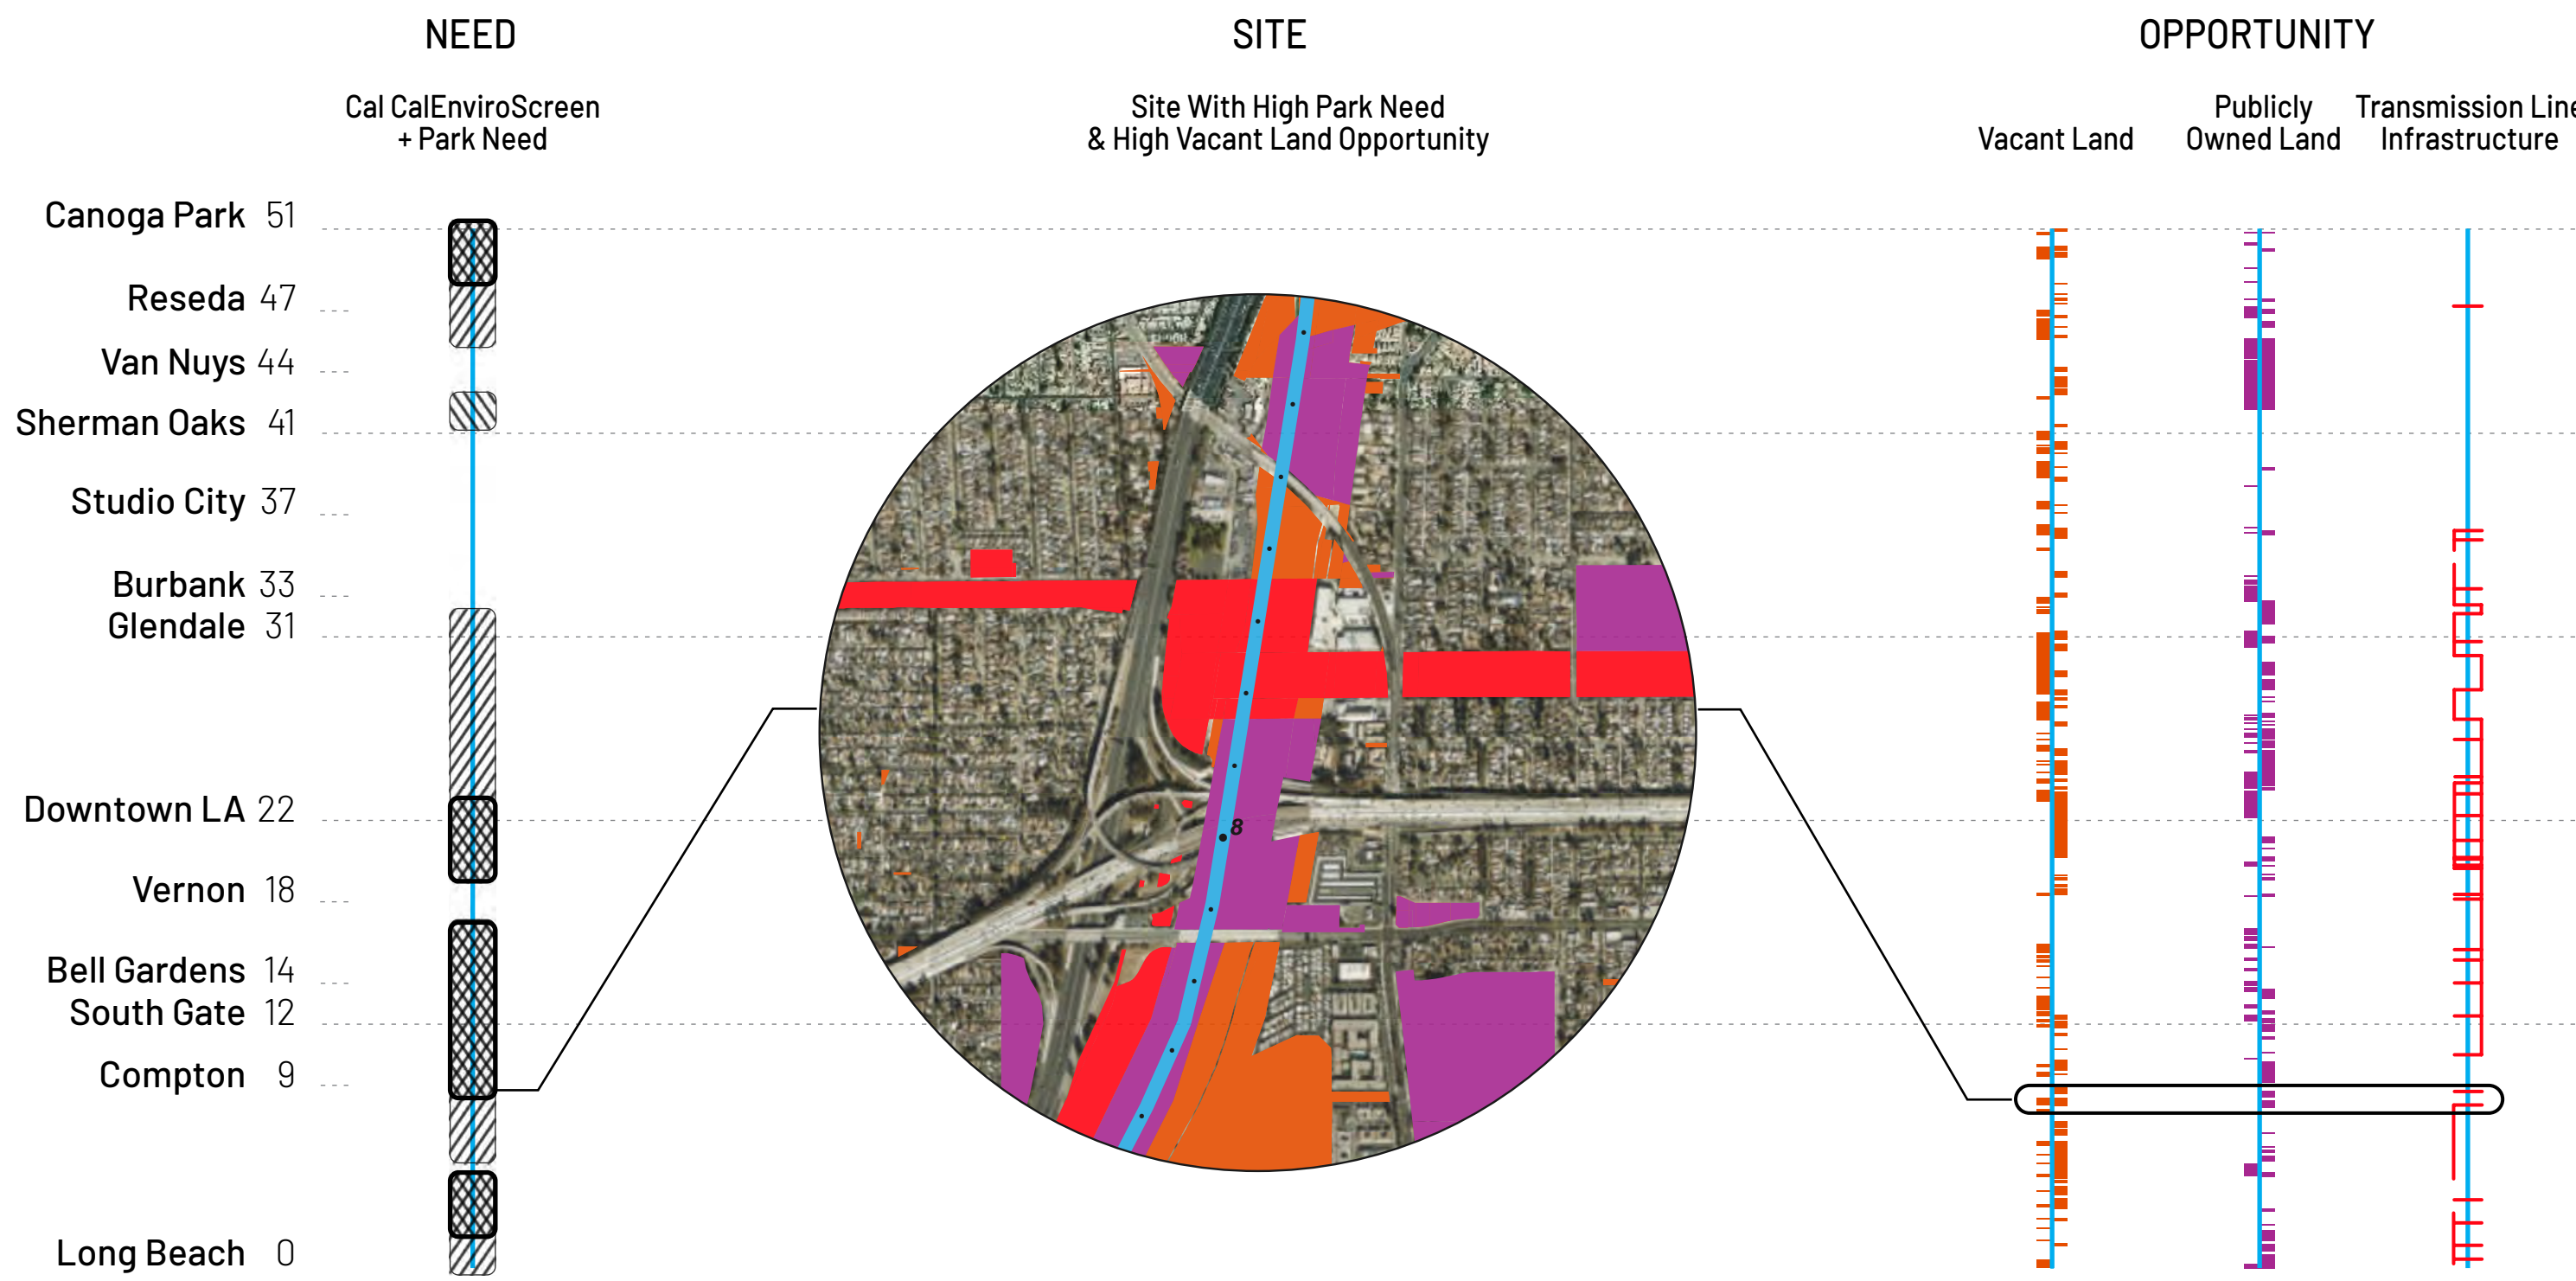 NEED
SITE
OPPORTUNITY
Cal CalEnviroScreen
+ Park Need
Site With High Park Need
& High Vacant Land Opportunity
Vacant Land
Publicly
Owned Land
Transmission Line
Infrastructure
Canoga Park 51
Reseda 47
Van Nuys 44
Sherman Oaks 41
Studio City 37
Burbank 33
Glendale 31
Downtown LA 22
Vernon 18
Bell Gardens 14
South Gate 12
Compton 9
Long Beach 0
8